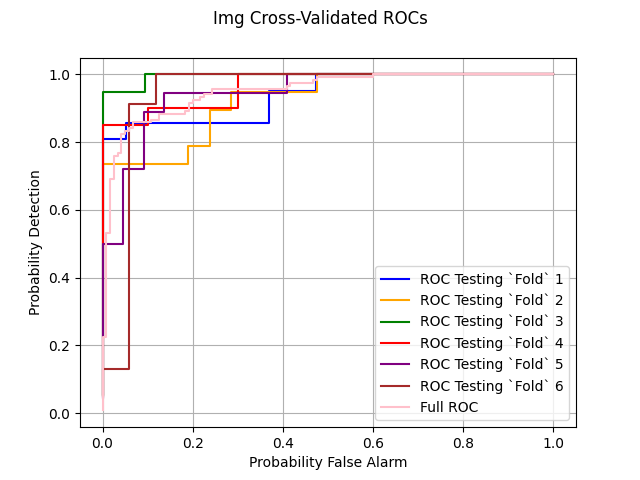 Img Cross-Validated ROCs
Probability Detection
1.0
0.8
0.6
0.4
0.2
0.0
0.0 0.2 0.4 0.6 0.8 1.0
Probability False Alarm
ROC Testing `Fold` 1
ROC Testing `Fold` 2
ROC Testing `Fold` 3
ROC Testing `Fold` 4
ROC Testing `Fold` 5
ROC Testing `Fold` 6
Full ROC